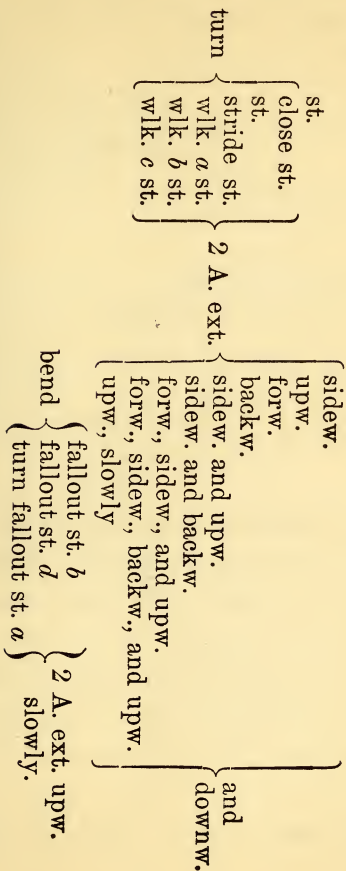 st.
close st.
turn { st.
stride st.
wlk. a st.
wlk. b st.
wlk. c st. } 2 A. ext. { sidew.
upw.
forw.
backw.
sidew. and upw.
sidew. and backw.
forw., sidew., and upw.
forw., sidew., backw., and upw.
upw., slowly } and downw.
bend { fallout st. b
fallout st. d
turn fallout st. a } 2 A. ext. upw.
slowly.